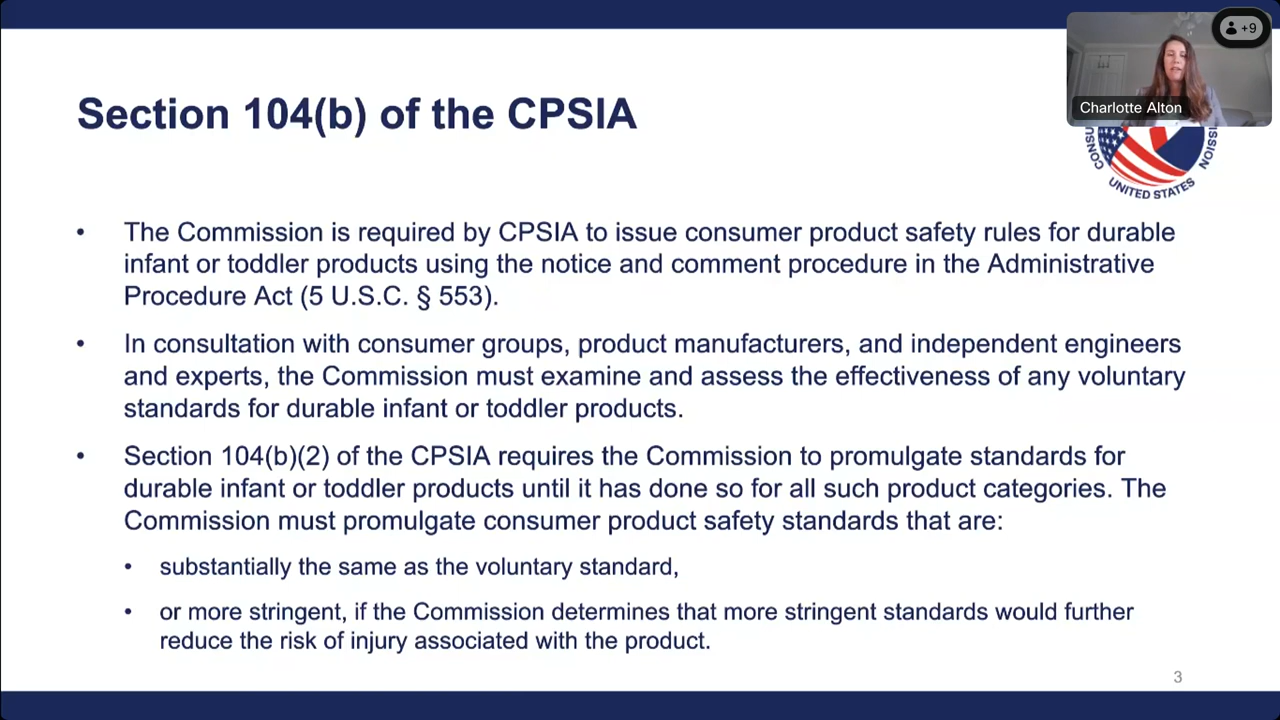 +9
Charlotte Alton
Section 104(b) of the CPSIA
CONSU
MISSION
UNITED STATES
• The Commission is required by CPSIA to issue consumer product safety rules for durable
infant or toddler products using the notice and comment procedure in the Administrative
Procedure Act (5 U.S.C. § 553).
• In consultation with consumer groups, product manufacturers, and independent engineers
and experts, the Commission must examine and assess the effectiveness of any voluntary
standards for durable infant or toddler products.
• Section 104(b)(2) of the CPSIA requires the Commission to promulgate standards for
durable infant or toddler products until it has done so for all such product categories. The
Commission must promulgate consumer product safety standards that are:
• substantially the same as the voluntary standard,
• or more stringent, if the Commission determines that more stringent standards would further
reduce the risk of injury associated with the product.
3